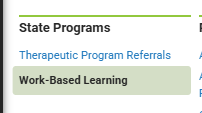 State Programs
Therapeutic Program Referrals
Work-Based Learning